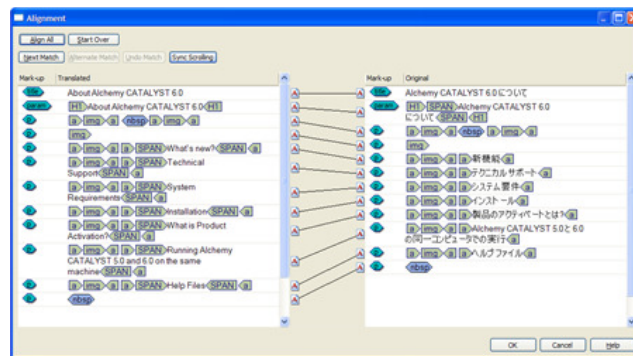 Alignment
Align All Start Over
Next Match Alternate Match Undo Match Sync Scrolling
Mark-up Translated
title About Alchemy CATALYST 6.0
param H1 About Alchemy CATALYST 6.0 H1
a img a nbsp a img a
img
a img a a SPAN What's new? SPAN a
a img a a SPAN Technical
Support SPAN a
a img a a SPAN System
Requirements SPAN a
a img a a SPAN Installation SPAN a
a img a a SPAN What is Product
Activation? SPAN a
a img a a SPAN Running Alchemy
CATALYST 5.0 and 6.0 on the same
machine SPAN a
a img a a SPAN Help Files SPAN a
nbsp
Mark-up Original
title Alchemy CATALYST 6.0について
param H1 SPAN Alchemy CATALYST 6.0
について SPAN H1
a img a nbsp a img a
img
a img a a 新機能 a
a img a a テクニカル サポート a
a img a a システム要件 a
a img a a インストール a
a img a a 製品のアクティベートとは? a
a img a a Alchemy CATALYST 5.0と 6.0
の同一コンピュータでの実行 a
a img a a ヘルプ ファイル a
nbsp
OK Cancel Help